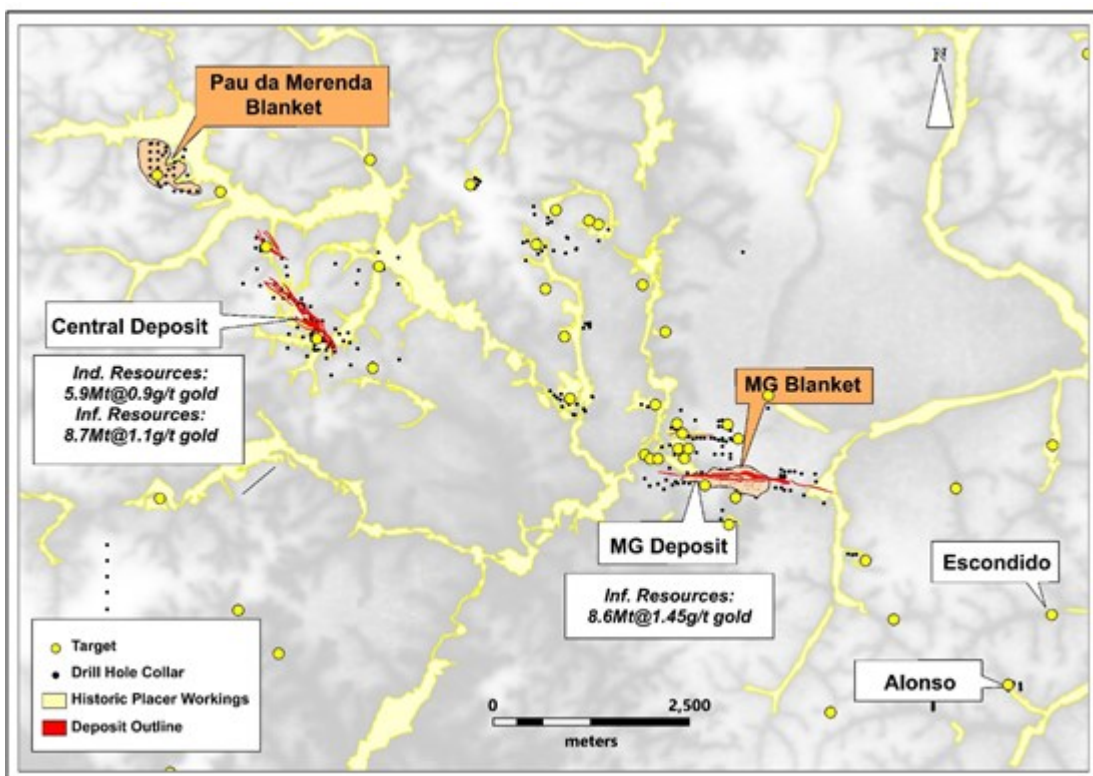 Pau da Merenda
Blanket
N
Central Deposit
Ind. Resources:
5.9Mt@0.9g/t gold
Inf. Resources:
8.7Mt@1.1g/t gold
MG Blanket
MG Deposit
Inf. Resources:
8.6Mt@1.45g/t gold
Escondido
Alonso
Target
Drill Hole Collar
Historic Placer Workings
Deposit Outline
0 2,500
meters